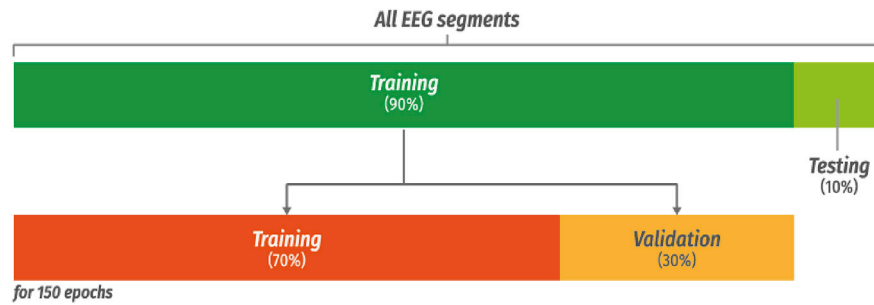 All EEG segments
Training
(90%)
Testing
(10%)
Training
(70%)
Validation
(30%)
for 150 epochs